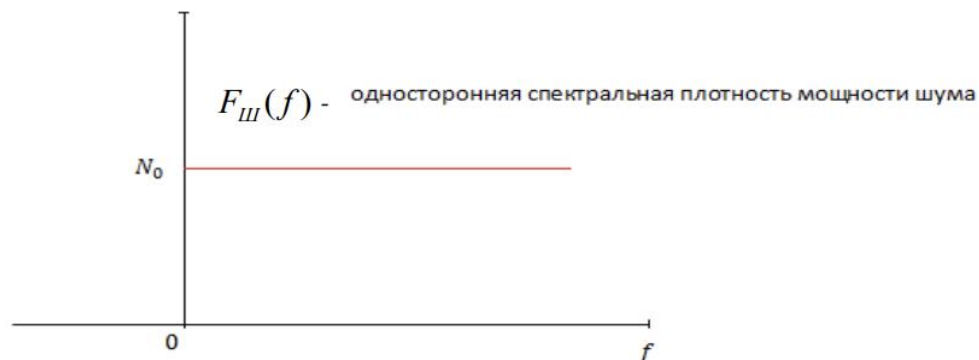 F_Ш(f) - односторонняя спектральная плотность мощности шума
N₀
0
f